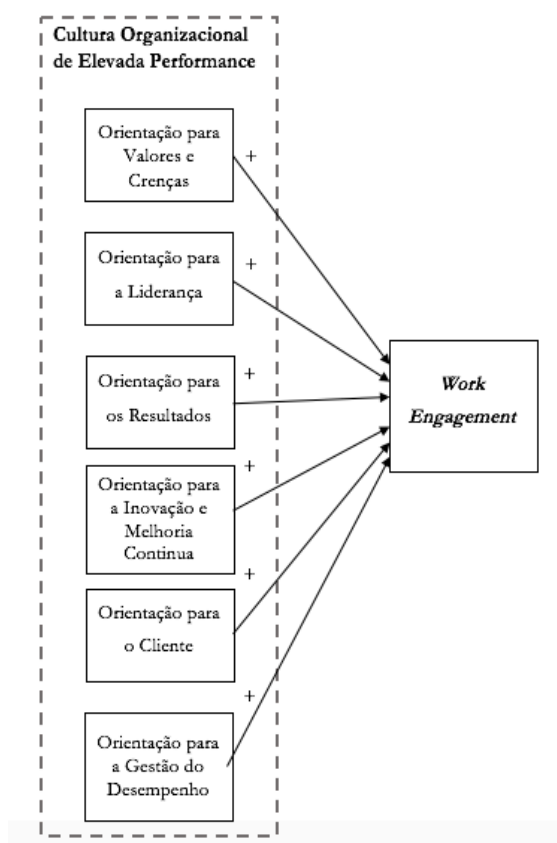 Cultura Organizacional
de Elevada Performance
Orientação para
Valores e
Crenças
+
Orientação para
a Liderança
+
Orientação para
os Resultados
+
Orientação para
a Inovação e
Melhoria
Continua
+
Orientação para
o Cliente
+
Orientação para
a Gestão do
Desempenho
+
Work
Engagement